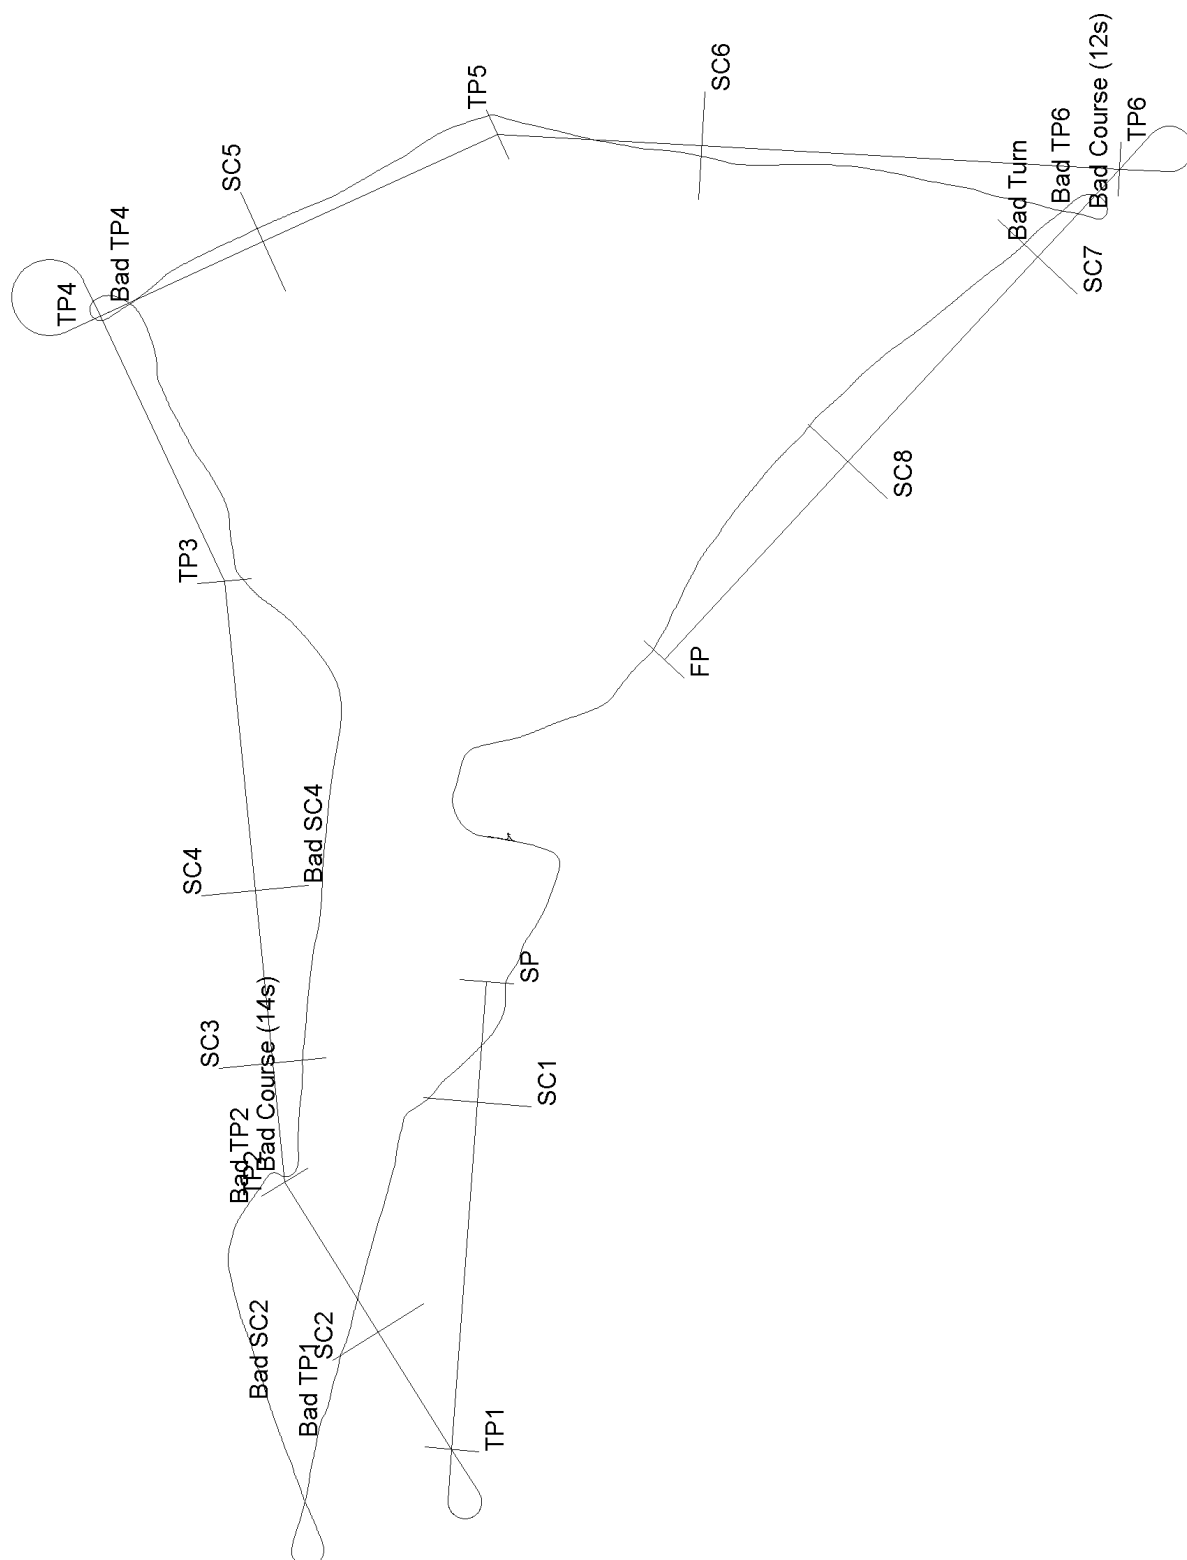 SC6
TP5
Bad Course (12s)
TP6
Bad TP6
Bad Turn
SC5
Bad TP4
TP4
SC7
SC8
TP3
FP
Bad SC4
SC4
SP
SC3
Bad Course (14s)
SC1
Bad TP2
TP2
Bad SC2
SC2
Bad TP1
TP1